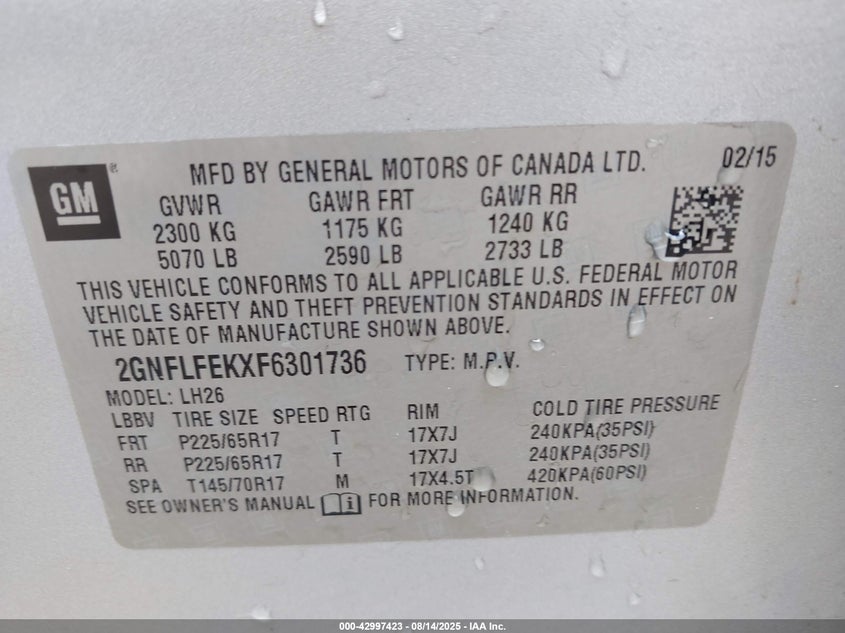 GM®
MFD BY GENERAL MOTORS OF CANADA LTD. 02/15
GVWR GAWR FRT GAWR RR
2300 KG 1175 KG 1240 KG
5070 LB 2590 LB 2733 LB
THIS VEHICLE CONFORMS TO ALL APPLICABLE U.S. FEDERAL MOTOR
VEHICLE SAFETY AND THEFT PREVENTION STANDARDS IN EFFECT ON
THE DATE OF MANUFACTURE SHOWN ABOVE.
2GNFLFEKXF6301736 TYPE: M.P.V.
MODEL: LH26
LBBV TIRE SIZE SPEED RTG RIM COLD TIRE PRESSURE
FRT P225/65R17 T 17X7J 240KPA(35PSI)
RR P225/65R17 T 17X7J 240KPA(35PSI)
SPA T145/70R17 M 17X4.5T 420KPA(60PSI)
SEE OWNER'S MANUAL FOR MORE INFORMATION.
000-42997423 - 08/14/2025 - IAA Inc.